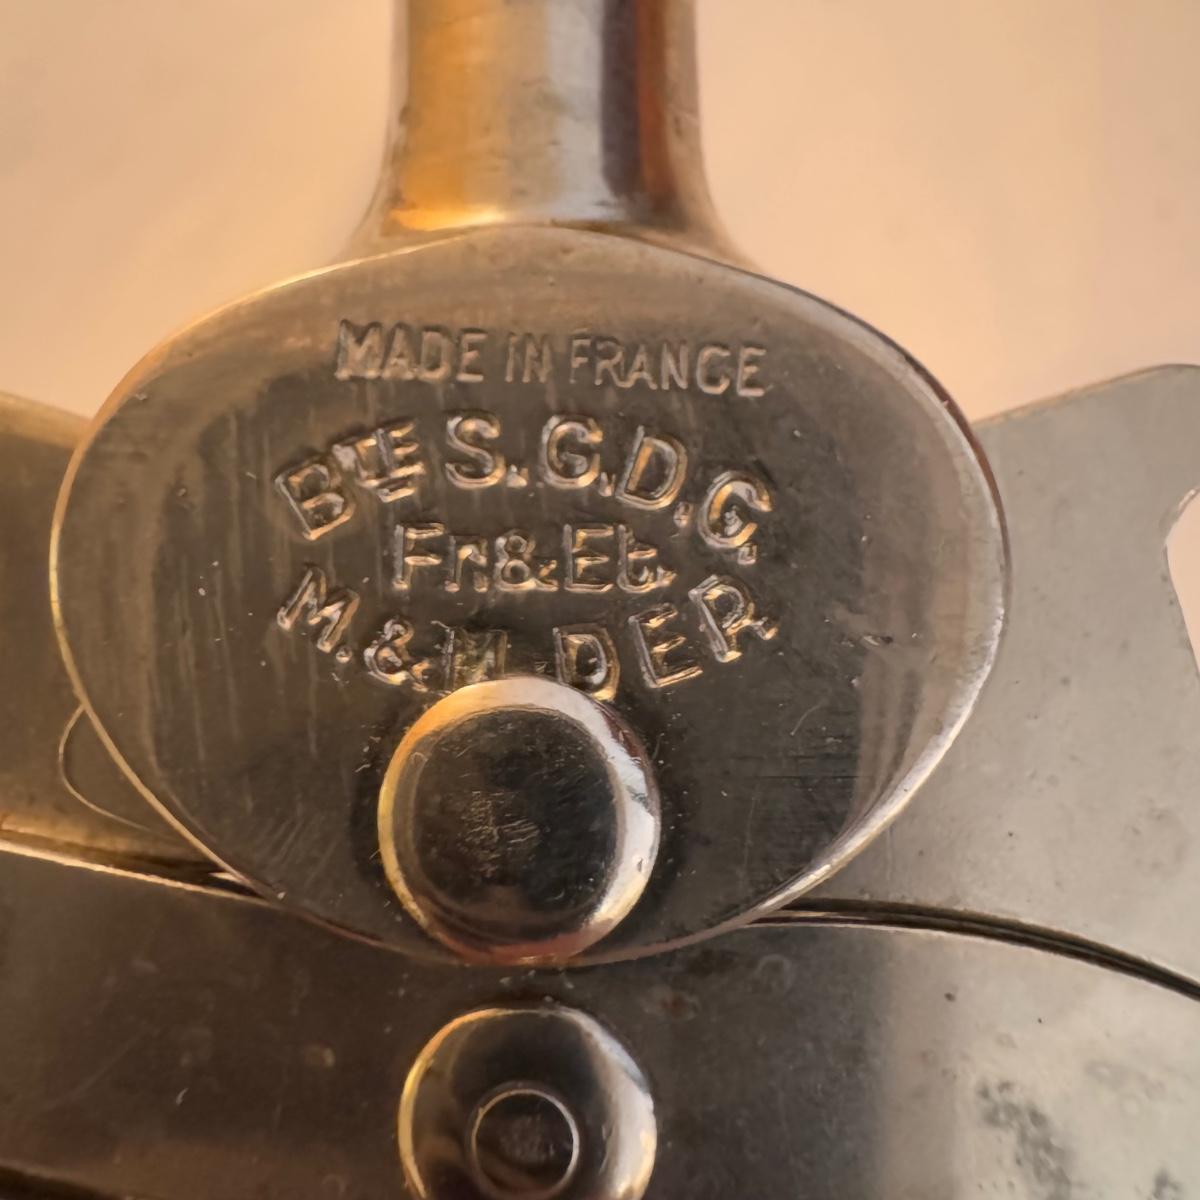 MADE IN FRANCE
BTE S.G.D.G.
Fr.& Et.
M. & M. DER